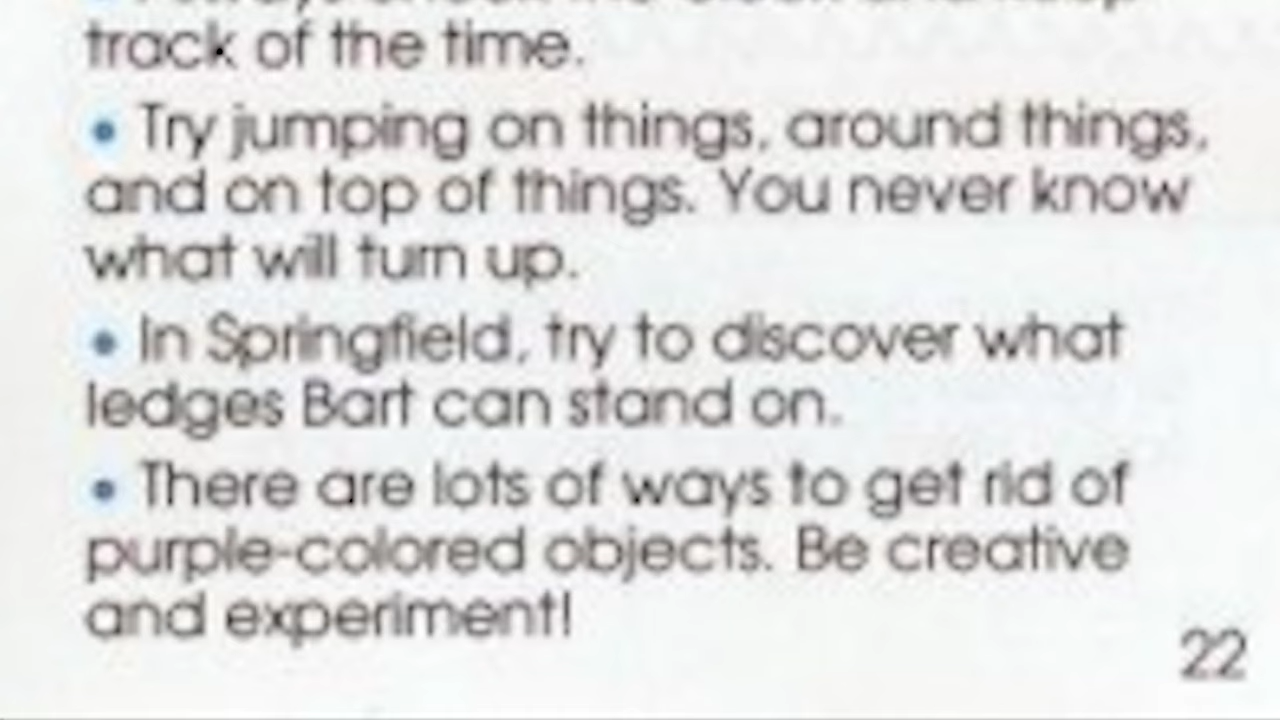 track of the time.
• Try jumping on things, around things,
and on top of things. You never know
what will turn up.
• In Springfield, try to discover what
ledges Bart can stand on.
• There are lots of ways to get rid of
purple-colored objects. Be creative
and experiment!
22